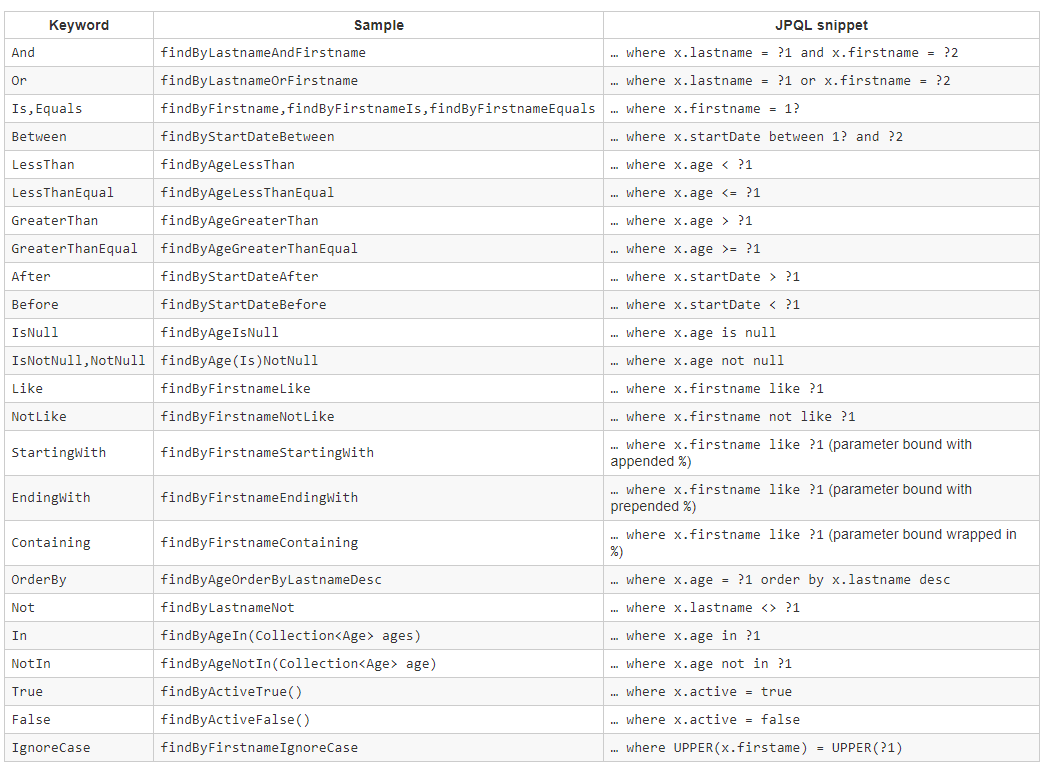 Keyword Sample JPQL snippet
And findByLastnameAndFirstname … where x.lastname = ?1 and x.firstname = ?2
Or findByLastnameOrFirstname … where x.lastname = ?1 or x.firstname = ?2
Is,Equals findByFirstname,findByFirstnameIs,findByFirstnameEquals … where x.firstname = 1?
Between findByStartDateBetween … where x.startDate between 1? and ?2
LessThan findByAgeLessThan … where x.age < ?1
LessThanEqual findByAgeLessThanEqual … where x.age <= ?1
GreaterThan findByAgeGreaterThan … where x.age > ?1
GreaterThanEqual findByAgeGreaterThanEqual … where x.age >= ?1
After findByStartDateAfter … where x.startDate > ?1
Before findByStartDateBefore … where x.startDate < ?1
IsNull findByAgeIsNull … where x.age is null
IsNotNull,NotNull findByAge(Is)NotNull … where x.age not null
Like findByFirstnameLike … where x.firstname like ?1
NotLike findByFirstnameNotLike … where x.firstname not like ?1
StartingWith findByFirstnameStartingWith … where x.firstname like ?1 (parameter bound with
appended %)
EndingWith findByFirstnameEndingWith … where x.firstname like ?1 (parameter bound with
prepended %)
Containing findByFirstnameContaining … where x.firstname like ?1 (parameter bound wrapped in
%)
OrderBy findByAgeOrderByLastnameDesc … where x.age = ?1 order by x.lastname desc
Not findByLastnameNot … where x.lastname <> ?1
In findByAgeIn(Collection<Age> ages) … where x.age in ?1
NotIn findByAgeNotIn(Collection<Age> age) … where x.age not in ?1
True findByActiveTrue() … where x.active = true
False findByActiveFalse() … where x.active = false
IgnoreCase findByFirstnameIgnoreCase … where UPPER(x.firstame) = UPPER(?1)